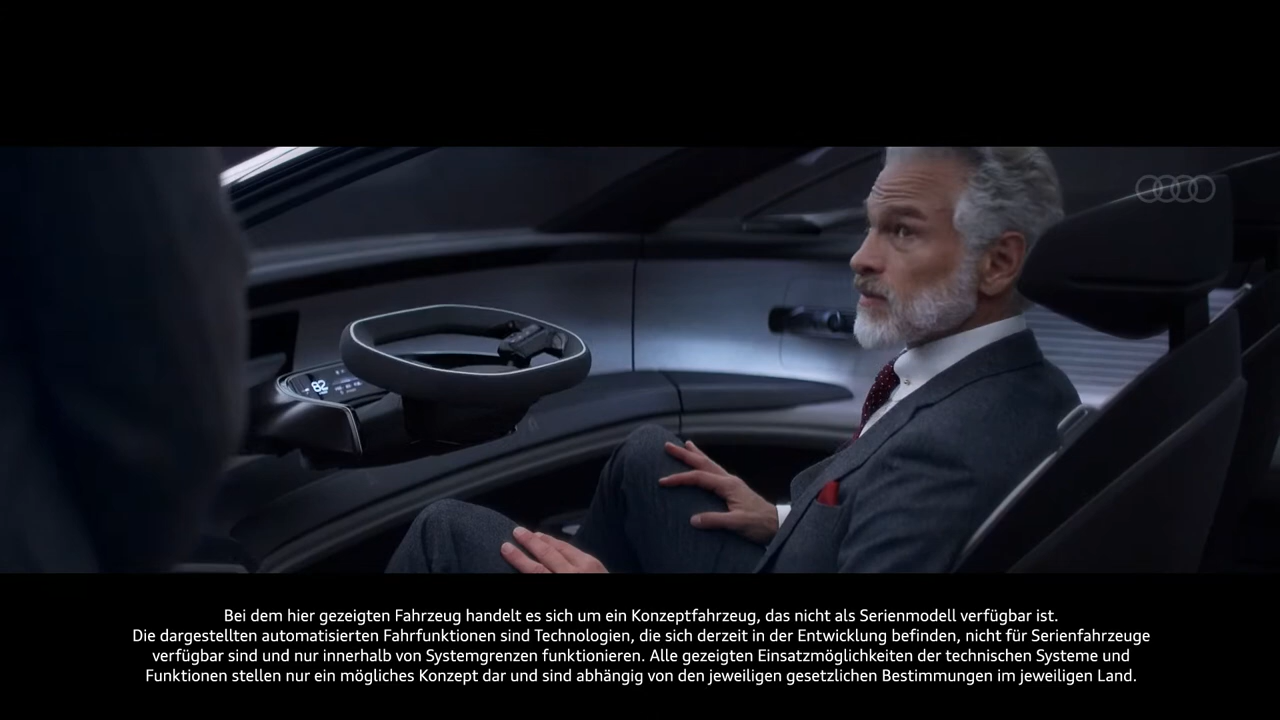 82
Bei dem hier gezeigten Fahrzeug handelt es sich um ein Konzeptfahrzeug, das nicht als Serienmodell verfügbar ist.
Die dargestellten automatisierten Fahrfunktionen sind Technologien, die sich derzeit in der Entwicklung befinden, nicht für Serienfahrzeuge
verfügbar sind und nur innerhalb von Systemgrenzen funktionieren. Alle gezeigten Einsatzmöglichkeiten der technischen Systeme und
Funktionen stellen nur ein mögliches Konzept dar und sind abhängig von den jeweiligen gesetzlichen Bestimmungen im jeweiligen Land.